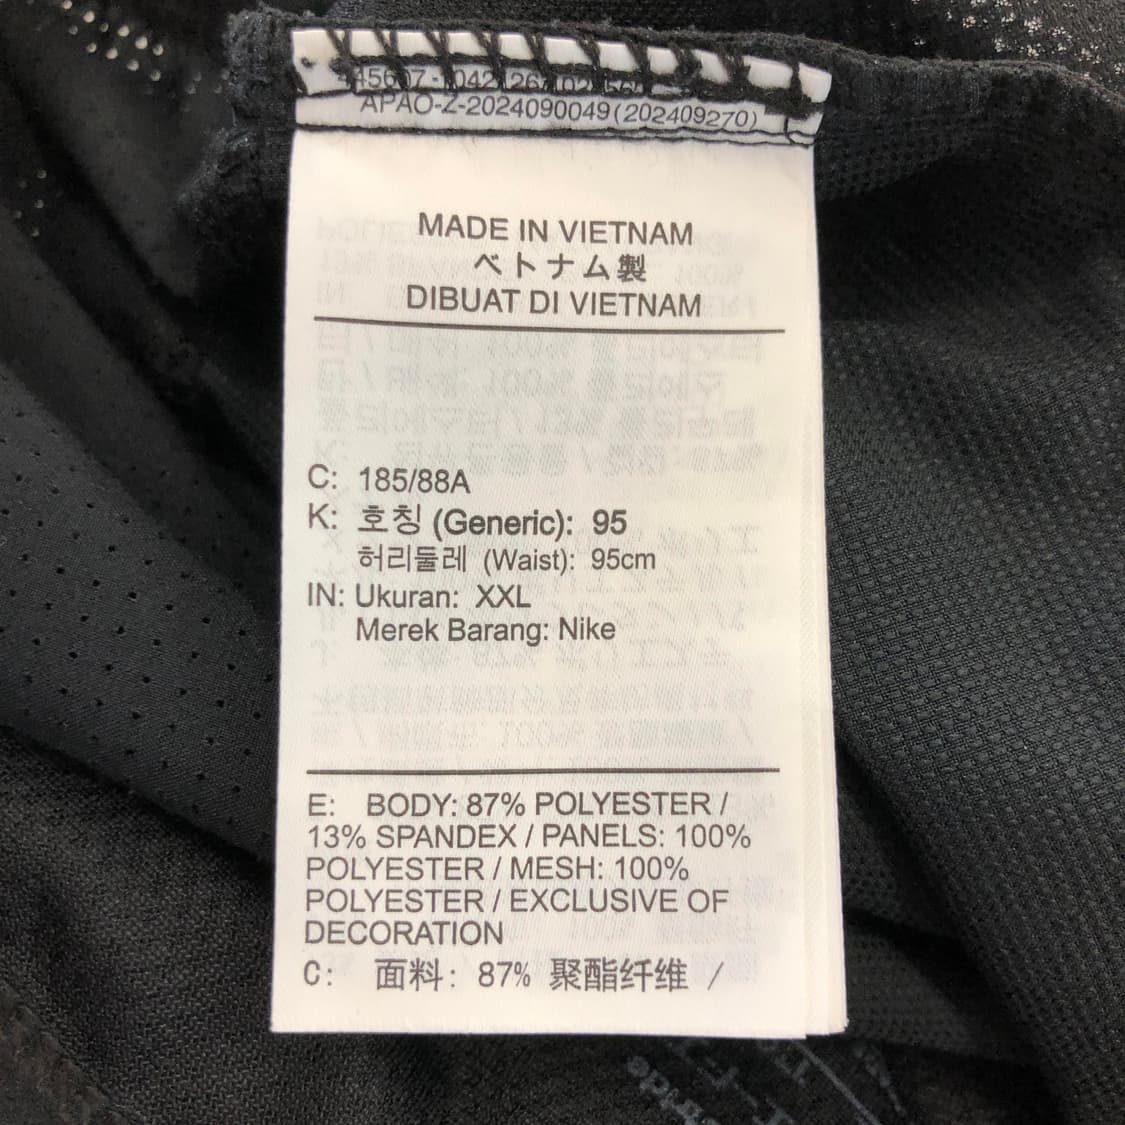 APAO-Z-2024090049(202409270)
MADE IN VIETNAM
ベトナム製
DIBUAT DI VIETNAM
C: 185/88A
K: 호칭 (Generic): 95
허리둘레 (Waist): 95cm
IN: Ukuran: XXL
Merek Barang: Nike
E: BODY: 87% POLYESTER /
13% SPANDEX / PANELS: 100%
POLYESTER / MESH: 100%
POLYESTER / EXCLUSIVE OF
DECORATION
C: 面料: 87% 聚酯纤维 /